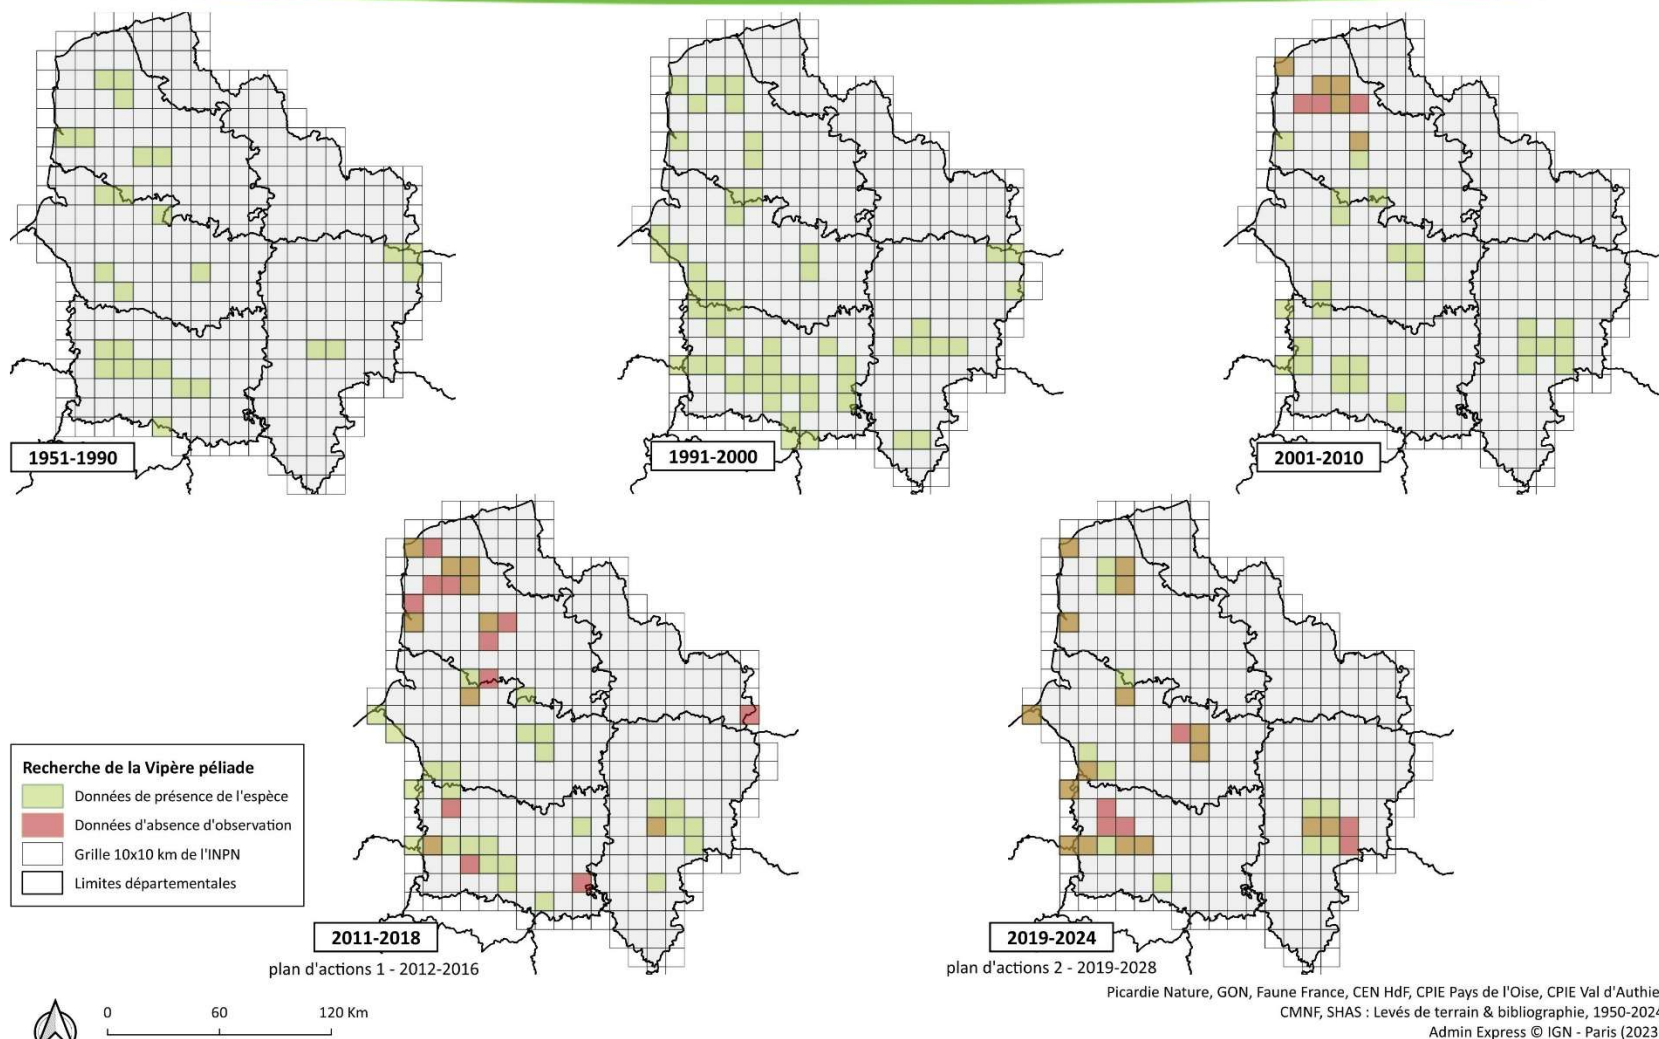 1951-1990
1991-2000
2001-2010
Recherche de la Vipère péliade
Données de présence de l'espèce
Données d'absence d'observation
Grille 10x10 km de l'INPN
Limites départementales
2011-2018
plan d'actions 1 - 2012-2016
2019-2024
plan d'actions 2 - 2019-2028
0 60 120 Km
Picardie Nature, GON, Faune France, CEN HdF, CPIE Pays de l'Oise, CPIE Val d'Authie
CMNF, SHAS : Levés de terrain & bibliographie, 1950-2024
Admin Express © IGN - Paris (2023